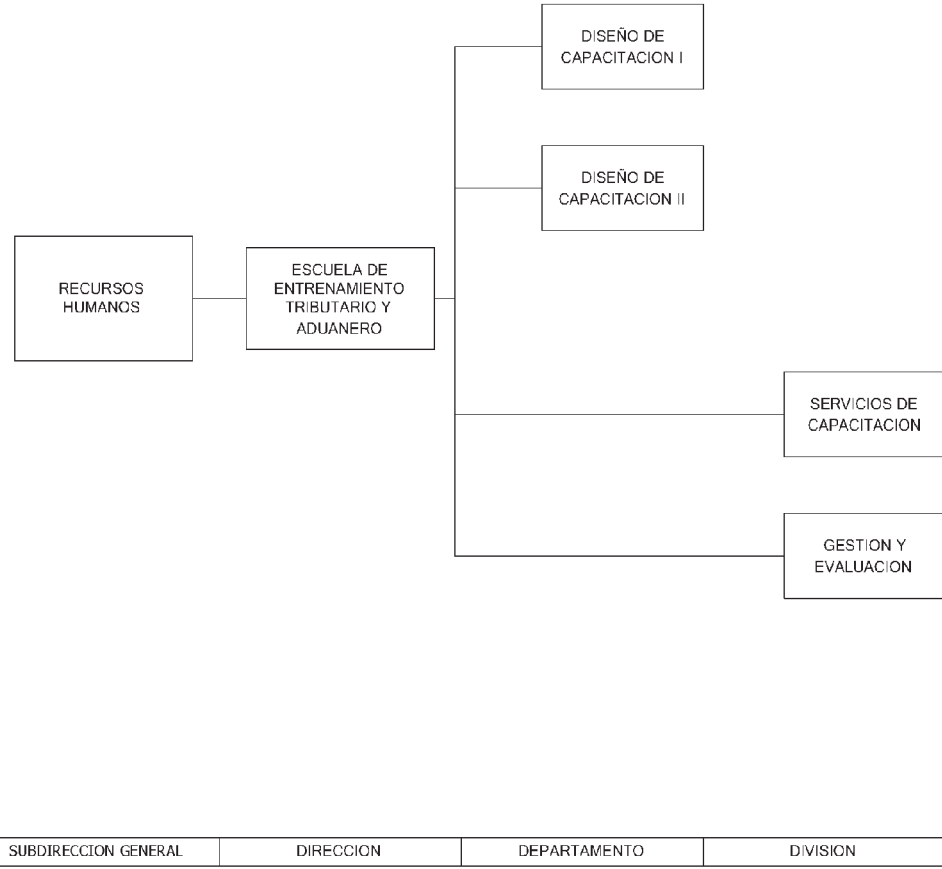 DISEÑO DE
CAPACITACION I
DISEÑO DE
CAPACITACION II
RECURSOS
HUMANOS
ESCUELA DE
ENTRENAMIENTO
TRIBUTARIO Y
ADUANERO
SERVICIOS DE
CAPACITACION
GESTION Y
EVALUACION
SUBDIRECCION GENERAL DIRECCION DEPARTAMENTO DIVISION